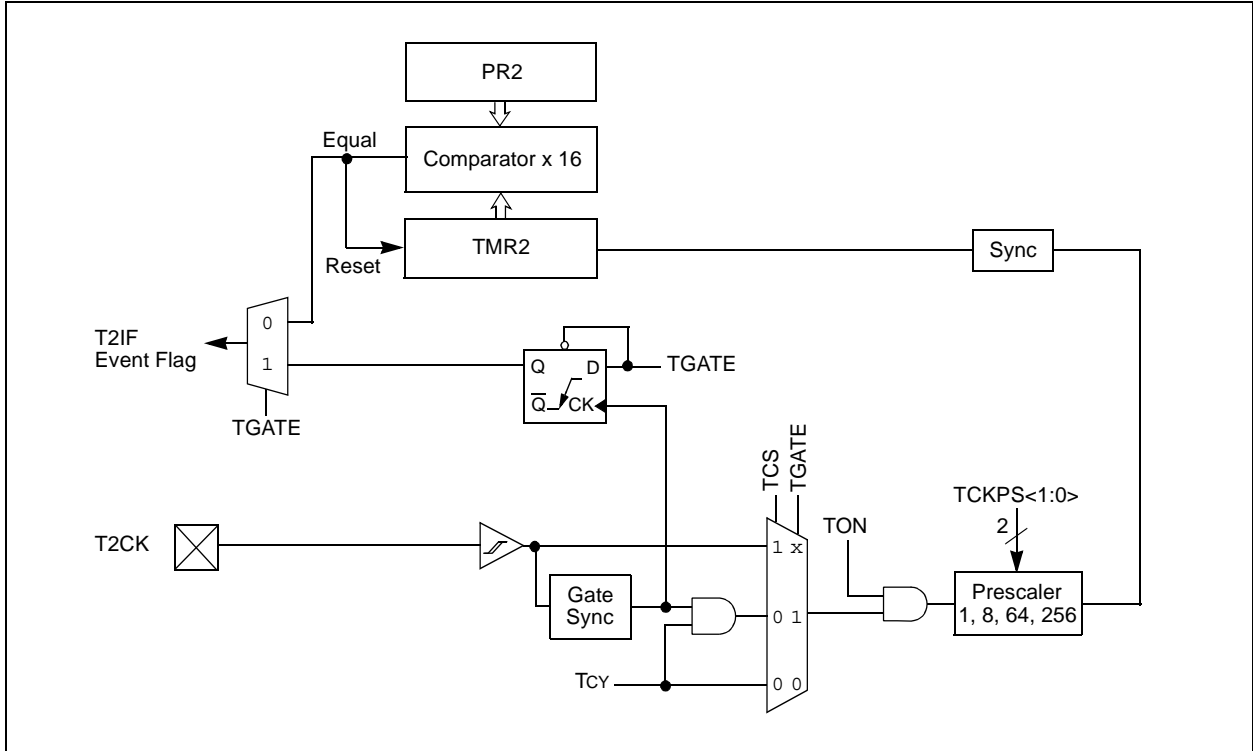 PR2
Equal
Comparator x 16
TMR2
Reset
Sync
0
T2IF
Event Flag
1
Q
D
TGATE
Q̅
CK
TGATE
TCS
TGATE
TCKPS<1:0>
2
TON
T2CK
1 x
Gate
Sync
0 1
Prescaler
1, 8, 64, 256
TCY
0 0